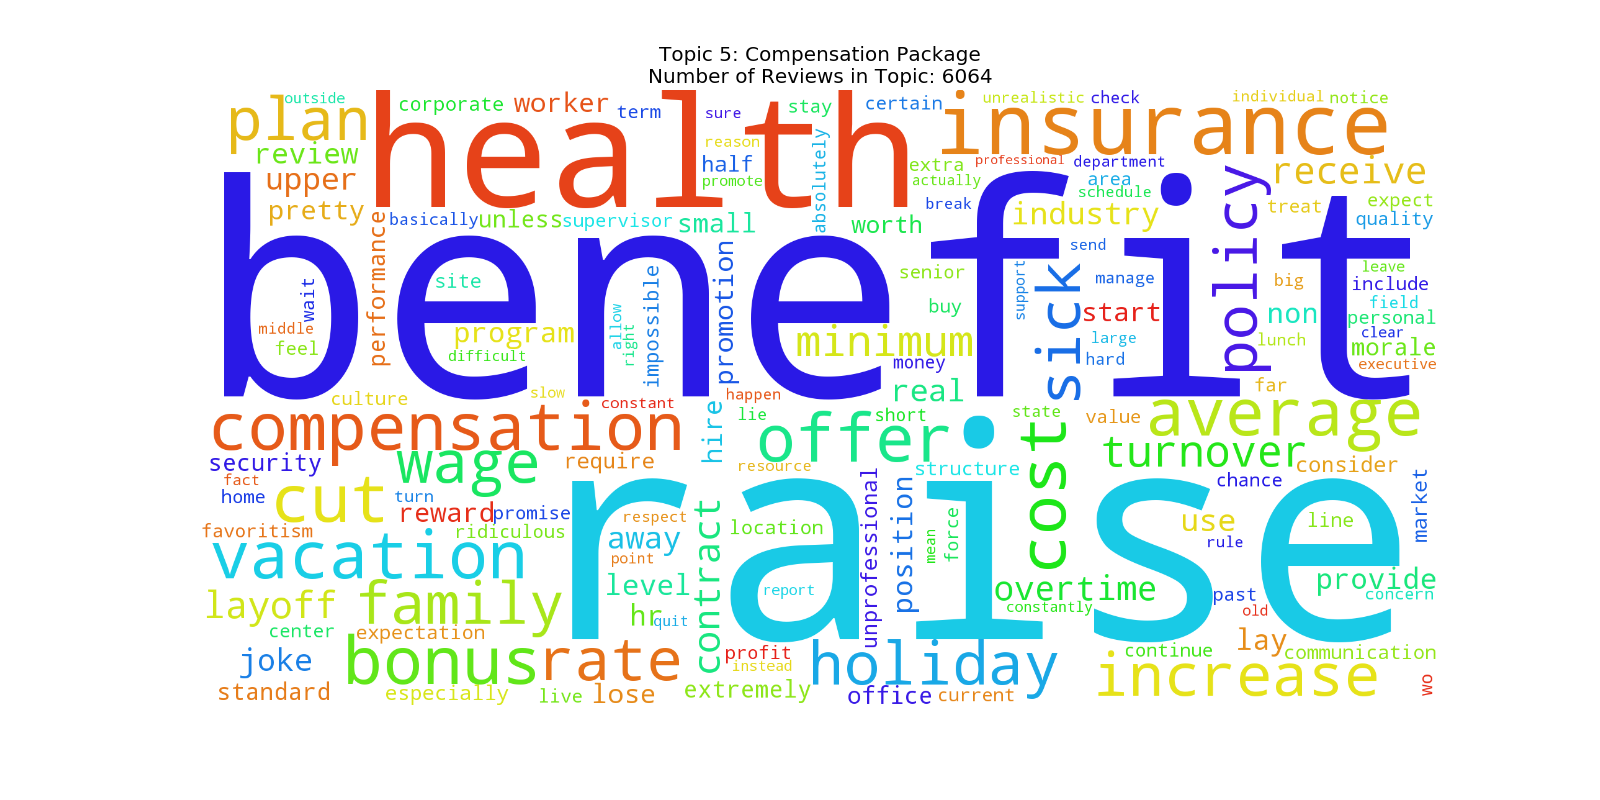 Topic 5: Compensation Package
Number of Reviews in Topic: 6064
outside
plan
health
corporate
worker
term
sure
stay
certain
insurance
unrealistic
check
individual
notice
review
upper
pretty
reason
half
promote
absolutely
extra
actually
professional
department
area
schedule
receive
expect
treat
quality
basically
unless
supervisor
small
worth
break
industry
policy
benefit
performance
wait
site
middle
feel
program
difficult
allow
right
impossible
promotion
senior
buy
minimum
money
support
sick
send
manage
start
large
hard
big
non
lunch
leave
include
field
personal
clear
morale
executive
culture
slow
constant
happen
lie
real
short
state
value
far
average
compensation
hire
offer
cost
turnover
security
wage
require
resource
structure
consider
fact
home
cut
turn
reward
promise
chance
market
favoritism
ridiculous
respect
location
unprofessional
position
mean
force
use
line
rule
vacation
away
point
raise
level
contract
report
overtime
provide
concern
layoff
family
hr
quit
constantly
past
old
center
expectation
joke
bonus
rate
profit
instead
holiday
continue
lay
communication
standard
especially
live
lose
extremely
office
current
increase
wo